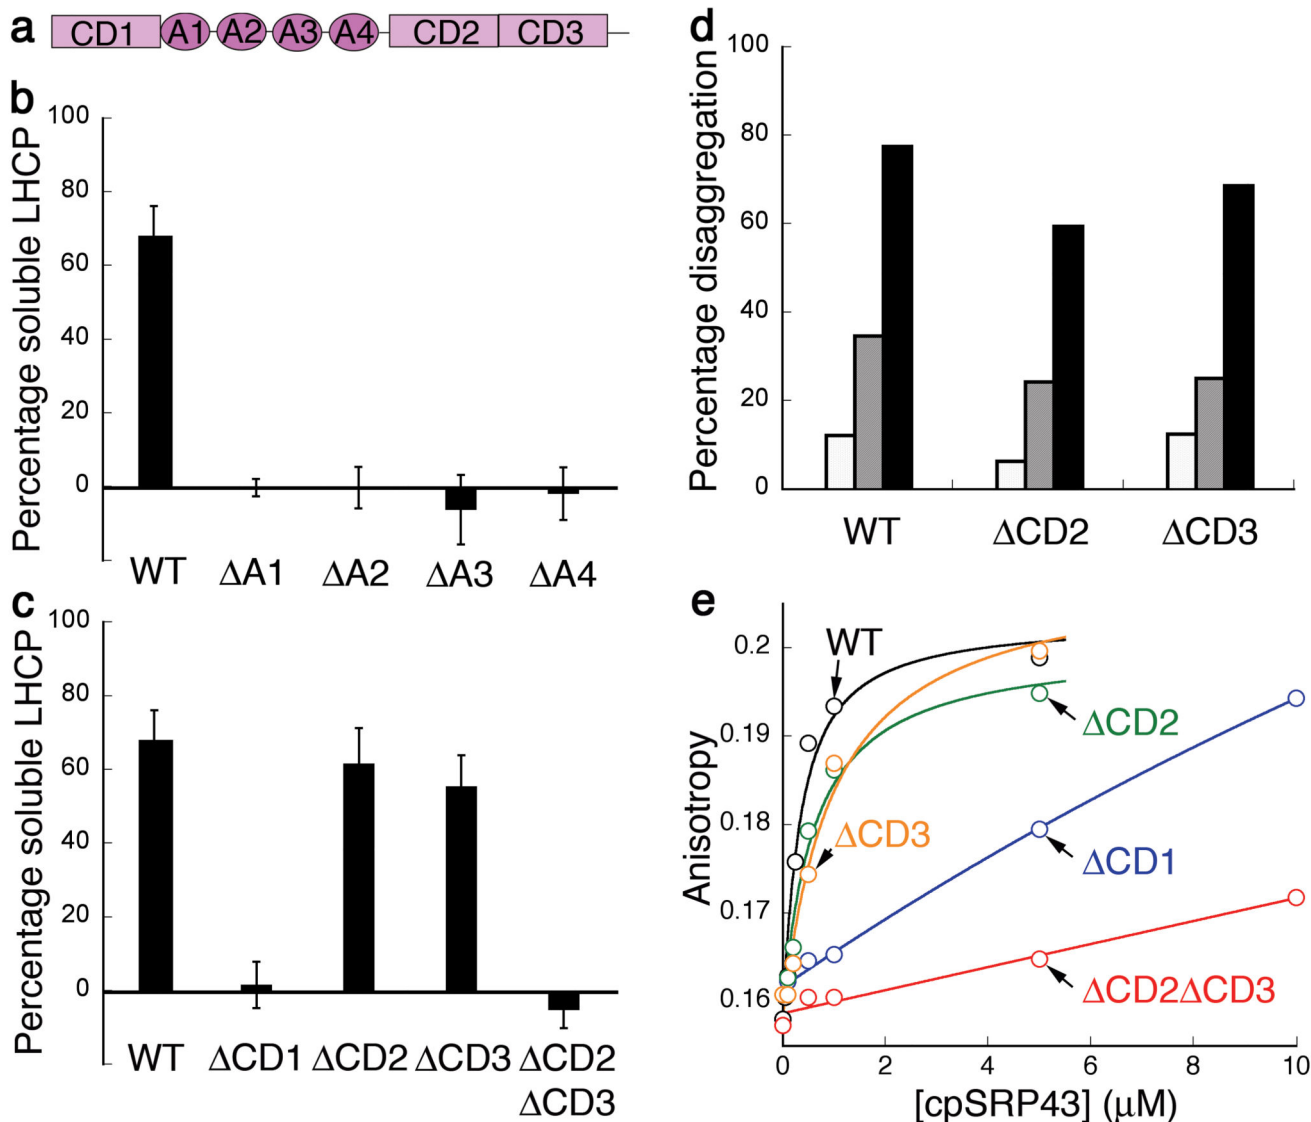 a
CD1 A1 A2 A3 A4 CD2 CD3
b
Percentage soluble LHCP
100
80
60
40
20
0
WT ΔA1 ΔA2 ΔA3 ΔA4
c
Percentage soluble LHCP
100
80
60
40
20
0
WT ΔCD1 ΔCD2 ΔCD3 ΔCD2
ΔCD3
d
Percentage disaggregation
100
80
60
40
20
0
WT ΔCD2 ΔCD3
e
Anisotropy
0.2
0.19
0.18
0.17
0.16
WT
ΔCD2
ΔCD3
ΔCD1
ΔCD2ΔCD3
0 2 4 6 8 10
[cpSRP43] (μM)